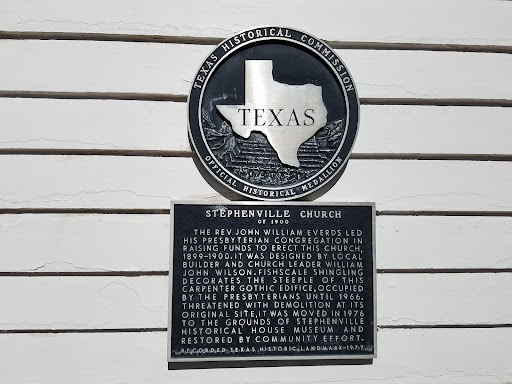 TEXAS HISTORICAL COMMISSION
TEXAS
OFFICIAL HISTORICAL MEDALLION
STEPHENVILLE CHURCH
OF 1900
THE REV. JOHN WILLIAM EVERDS LED
HIS PRESBYTERIAN CONGREGATION IN
RAISING FUNDS TO ERECT THIS CHURCH,
1899-1900. IT WAS DESIGNED BY LOCAL
BUILDER AND CHURCH LEADER WILLIAM
JOHN WILSON. FISHSCALE SHINGLING
DECORATES THE STEEPLE OF THIS
CARPENTER GOTHIC EDIFICE, OCCUPIED
BY THE PRESBYTERIANS UNTIL 1966.
THREATENED WITH DEMOLITION AT ITS
ORIGINAL SITE, IT WAS MOVED IN 1976
TO THE GROUNDS OF STEPHENVILLE
HISTORICAL HOUSE MUSEUM AND
RESTORED BY COMMUNITY EFFORT.
RECORDED TEXAS HISTORIC LANDMARK-1977